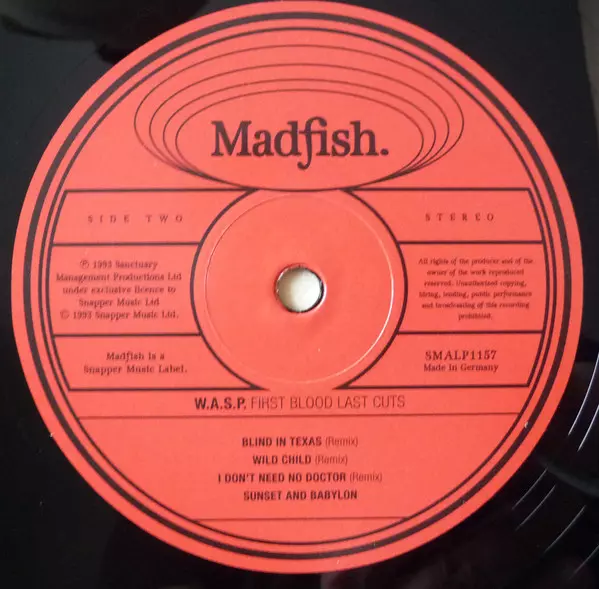 Madfish.
SIDE TWO
STEREO
℗ 1993 Sanctuary
Management Productions Ltd
under exclusive licence to
Snapper Music Ltd
© 1993 Snapper Music Ltd.
All rights of the producer and of the
owner of the work reproduced
reserved. Unauthorised copying,
hiring, lending, public performance
and broadcasting of this recording
prohibited.
Madfish is a
Snapper Music Label.
SMALP1157
Made in Germany
W.A.S.P. FIRST BLOOD LAST CUTS
BLIND IN TEXAS (Remix)
WILD CHILD (Remix)
I DON'T NEED NO DOCTOR (Remix)
SUNSET AND BABYLON